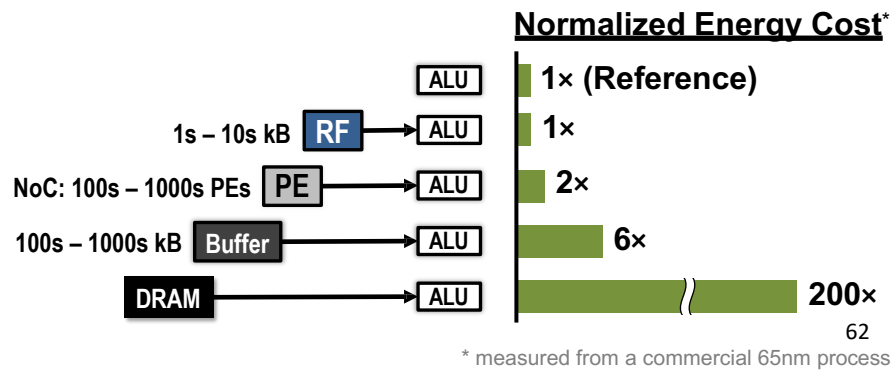 Normalized Energy Cost*
ALU 1× (Reference)
1s – 10s kB RF ALU 1×
NoC: 100s – 1000s PEs PE ALU 2×
100s – 1000s kB Buffer ALU 6×
DRAM ALU 200×
62
* measured from a commercial 65nm process